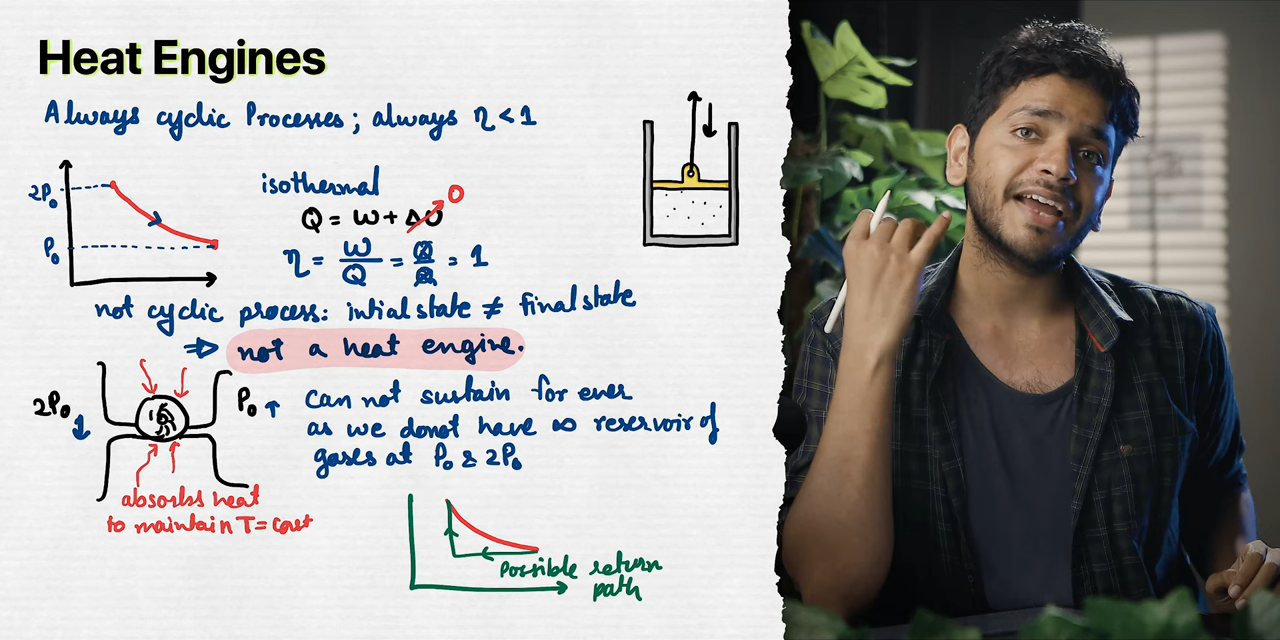 Heat Engines
Always cyclic Processes; always η < 1
2P₀
P₀
isothermal
Q = W + ΔU 0
η = W/Q = Q/Q = 1
not cyclic process: intial state ≠ final state
⇒ not a heat engine.
2P₀ ↓
P₀ ↑
can not sustain for ever
as we donot have ∞ reservoir of
gases at P₀ & 2P₀
absorbs heat
to maintain T = const
Possible return
path